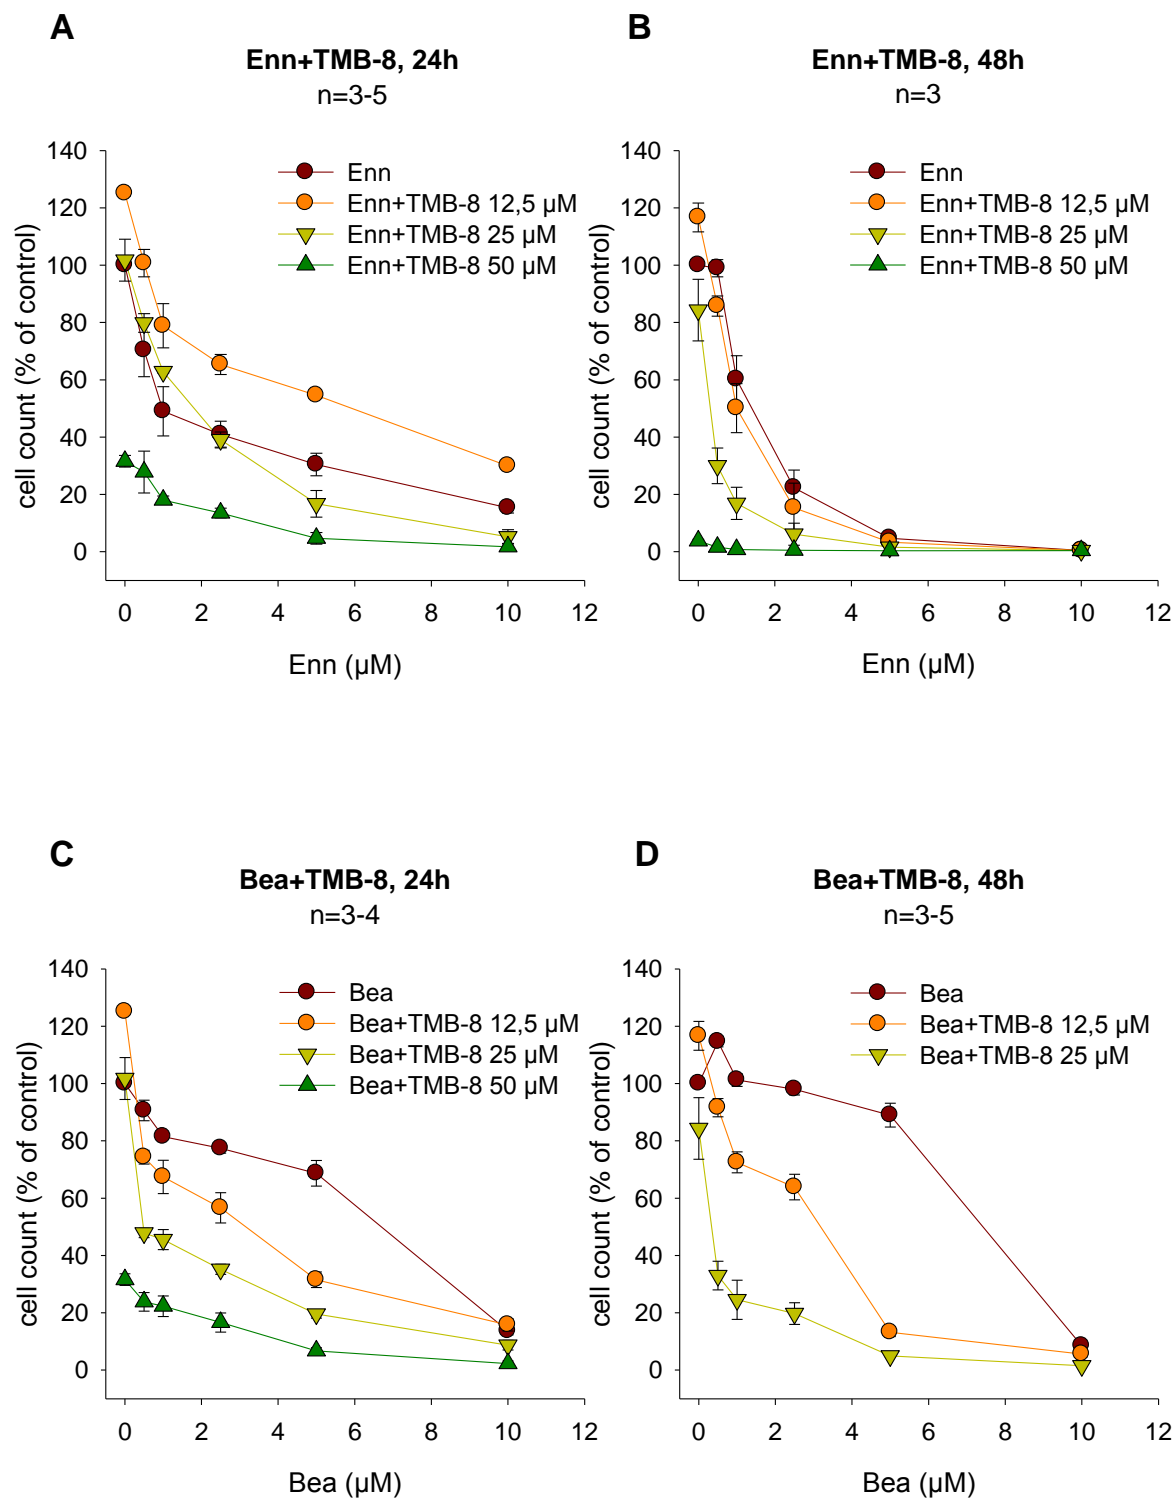 A
Enn+TMB-8, 24h
n=3-5
cell count (% of control)
140
120
100
80
60
40
20
0
Enn
Enn+TMB-8 12,5 µM
Enn+TMB-8 25 µM
Enn+TMB-8 50 µM
0 2 4 6 8 10 12
Enn (µM)
B
Enn+TMB-8, 48h
n=3
cell count (% of control)
140
120
100
80
60
40
20
0
Enn
Enn+TMB-8 12,5 µM
Enn+TMB-8 25 µM
Enn+TMB-8 50 µM
0 2 4 6 8 10 12
Enn (µM)
C
Bea+TMB-8, 24h
n=3-4
cell count (% of control)
140
120
100
80
60
40
20
0
Bea
Bea+TMB-8 12,5 µM
Bea+TMB-8 25 µM
Bea+TMB-8 50 µM
0 2 4 6 8 10 12
Bea (µM)
D
Bea+TMB-8, 48h
n=3-5
cell count (% of control)
140
120
100
80
60
40
20
0
Bea
Bea+TMB-8 12,5 µM
Bea+TMB-8 25 µM
0 2 4 6 8 10 12
Bea (µM)